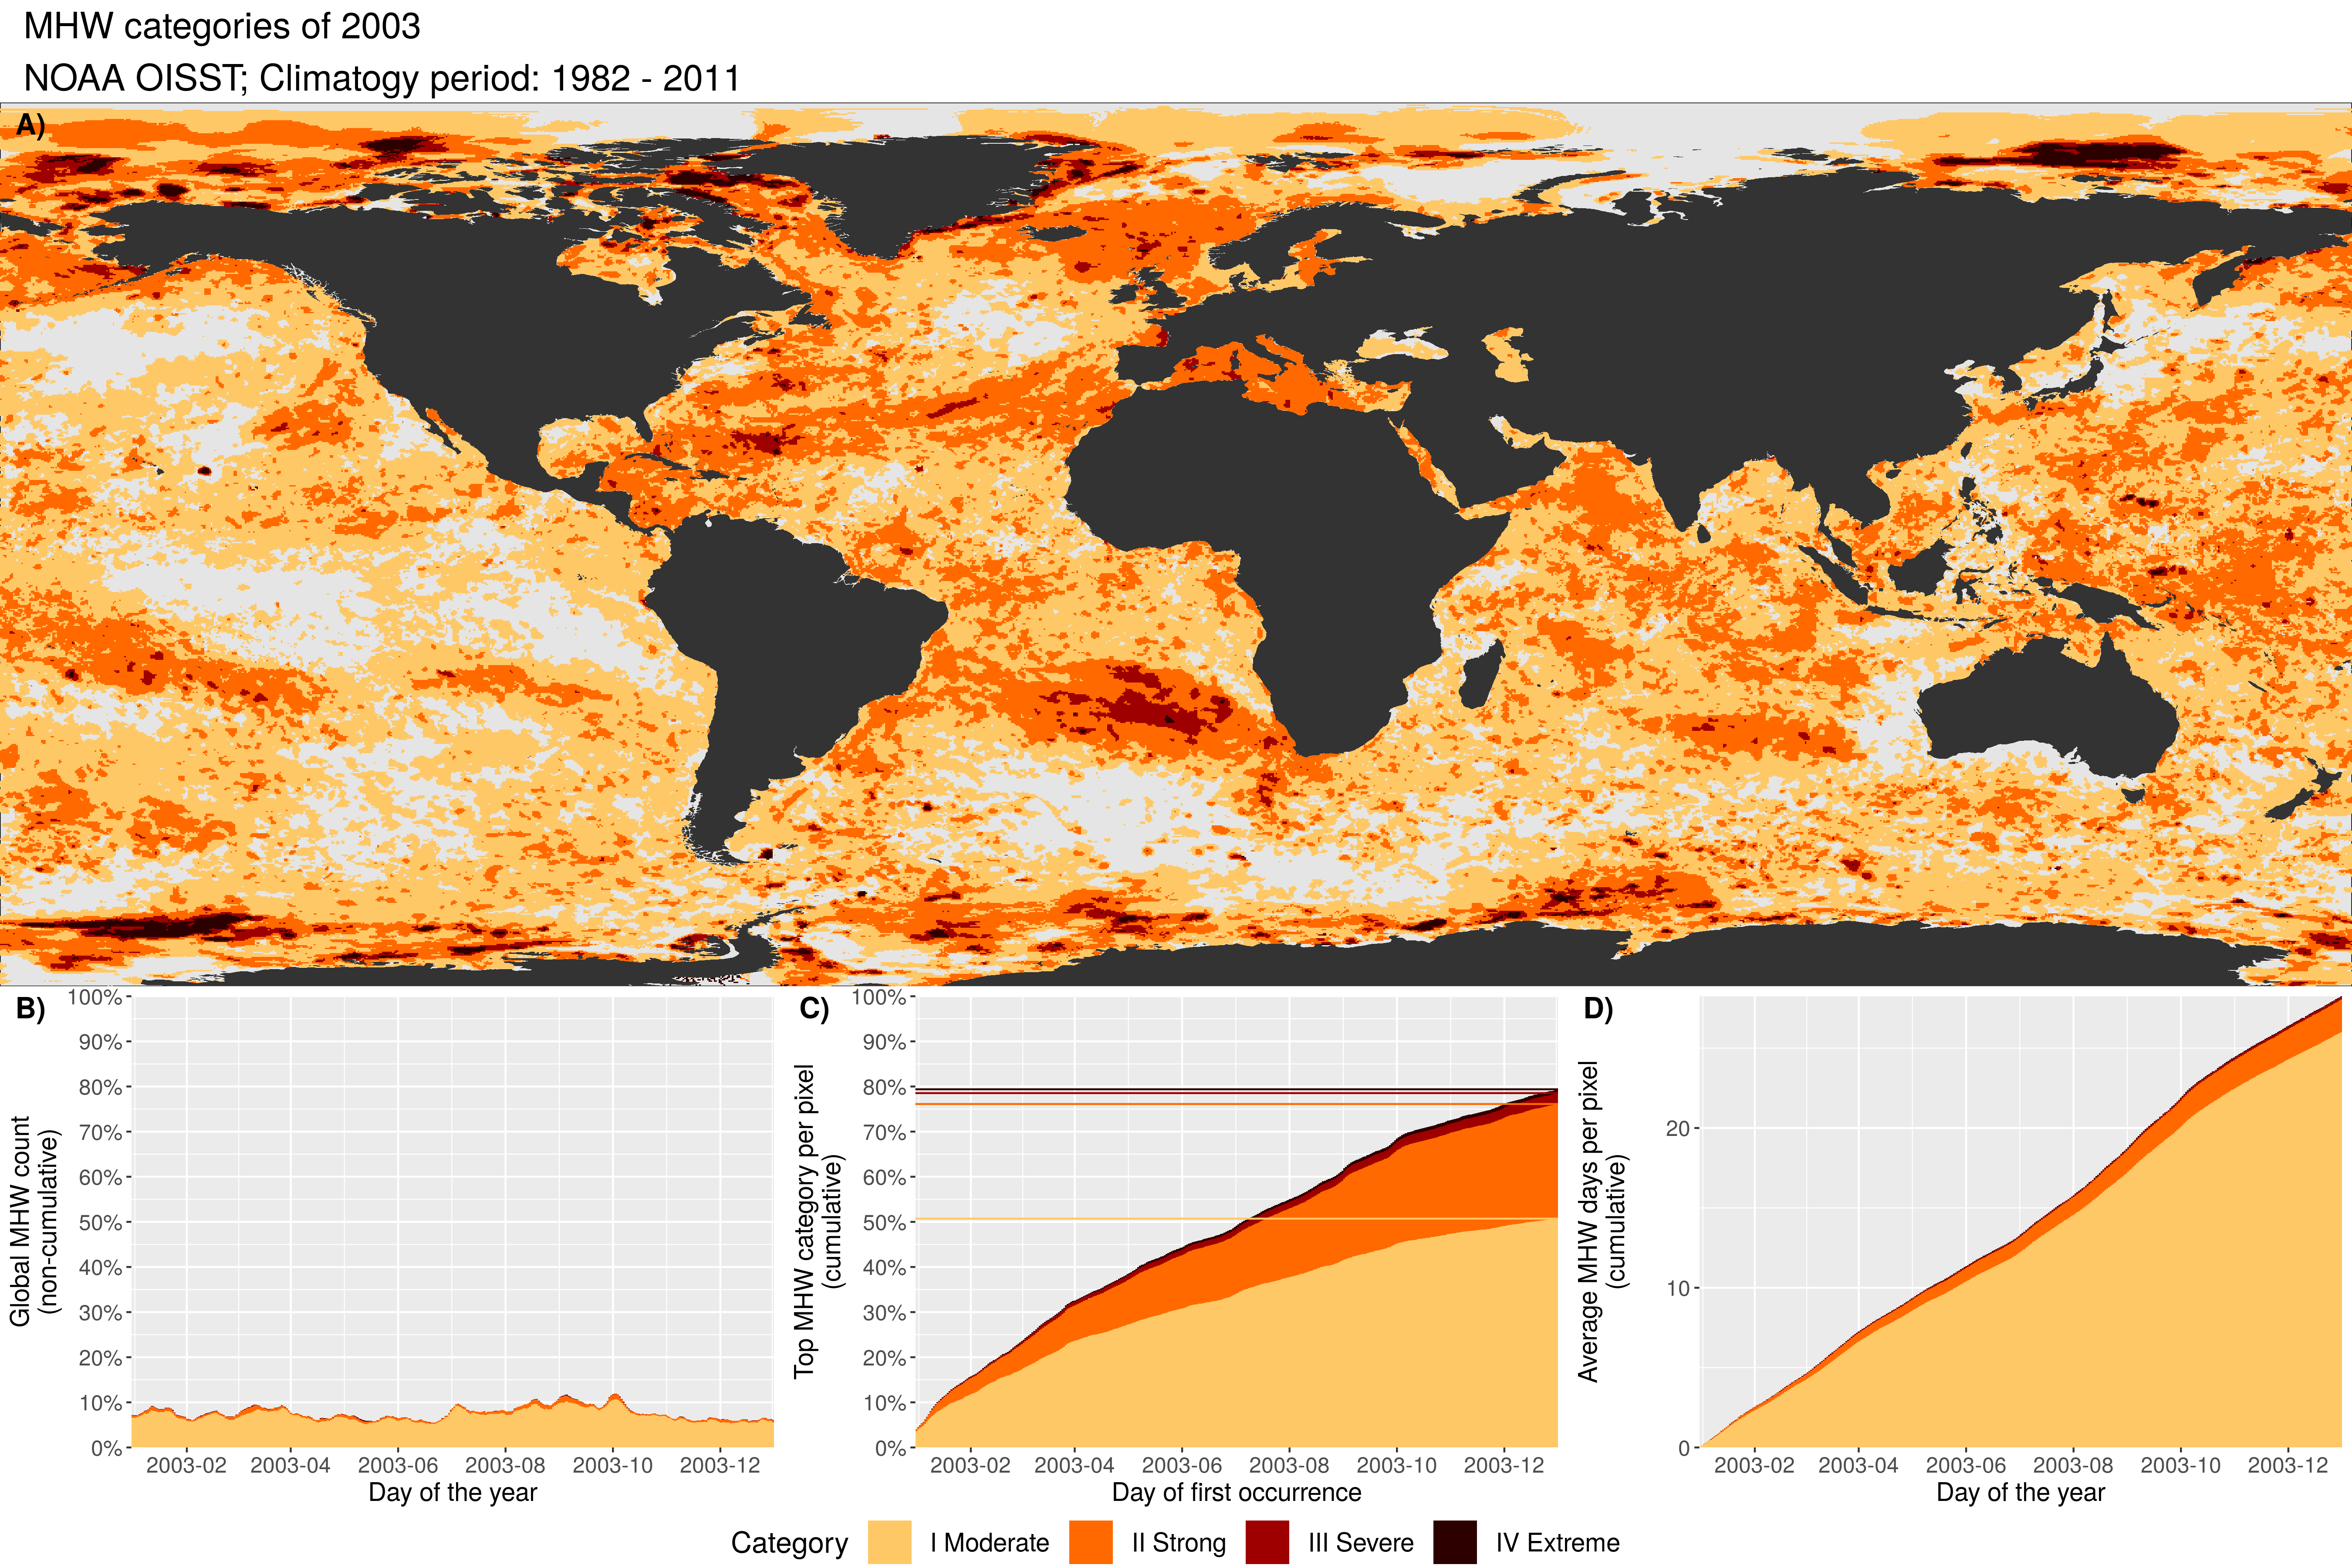 MHW categories of 2003
NOAA OISST; Climatogy period: 1982 - 2011
A)
B)
Global MHW count
(non-cumulative)
100%
90%
80%
70%
60%
50%
40%
30%
20%
10%
0%
2003-02 2003-04 2003-06 2003-08 2003-10 2003-12
Day of the year
C)
Top MHW category per pixel
(cumulative)
100%
90%
80%
70%
60%
50%
40%
30%
20%
10%
0%
2003-02 2003-04 2003-06 2003-08 2003-10 2003-12
Day of first occurrence
D)
Average MHW days per pixel
(cumulative)
20
10
0
2003-02 2003-04 2003-06 2003-08 2003-10 2003-12
Day of the year
Category I Moderate II Strong III Severe IV Extreme